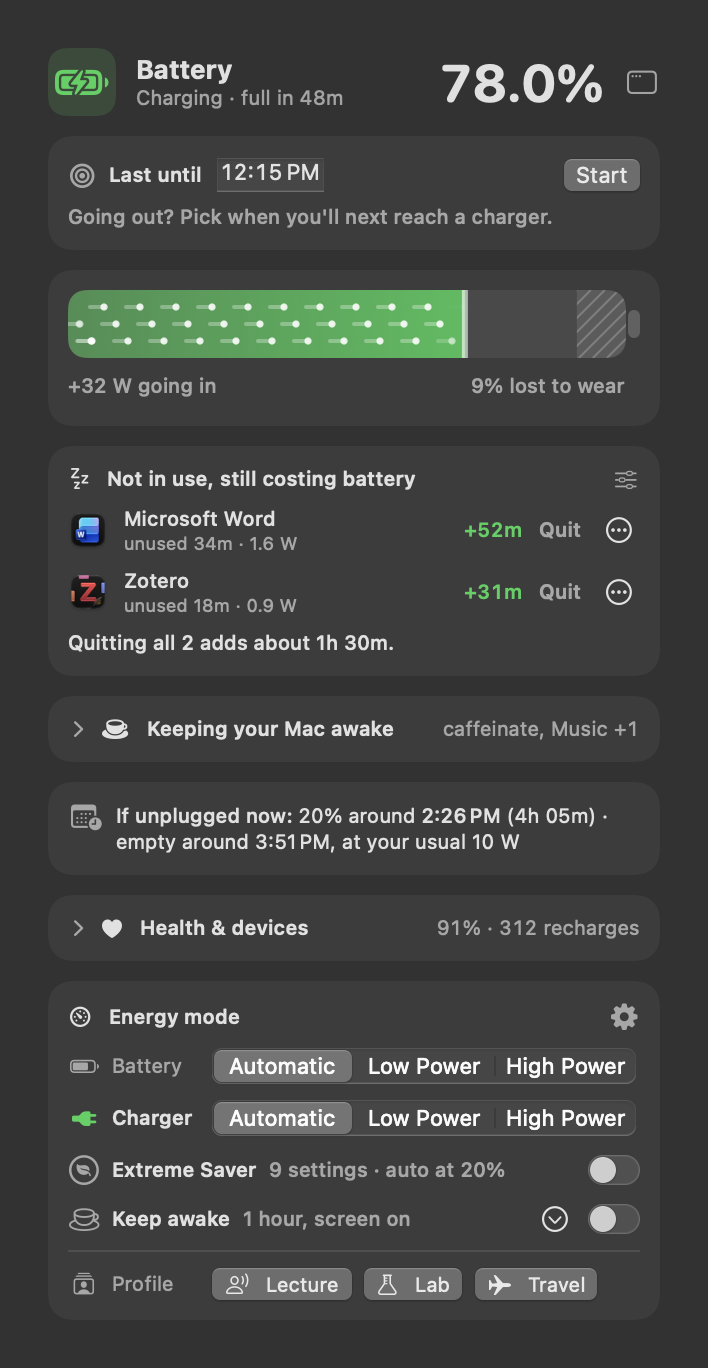 Battery
Charging · full in 48m
78.0%
Last until 12:15 PM Start
Going out? Pick when you'll next reach a charger.
+32 W going in 9% lost to wear
Not in use, still costing battery
Microsoft Word
unused 34m · 1.6 W
+52m Quit
Zotero
unused 18m · 0.9 W
+31m Quit
Quitting all 2 adds about 1h 30m.
Keeping your Mac awake caffeinate, Music +1
If unplugged now: 20% around 2:26 PM (4h 05m) ·
empty around 3:51 PM, at your usual 10 W
Health & devices 91% · 312 recharges
Energy mode
Battery Automatic Low Power High Power
Charger Automatic Low Power High Power
Extreme Saver 9 settings · auto at 20%
Keep awake 1 hour, screen on
Profile Lecture Lab Travel